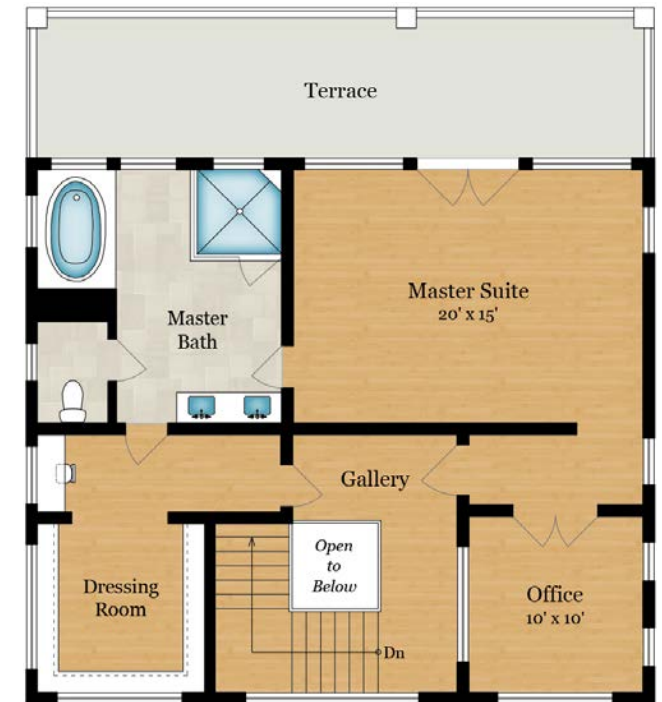 Terrace
Master Suite
20' x 15'
Master
Bath
Gallery
Open
to
Below
Dressing
Room
Office
10' x 10'
Dn